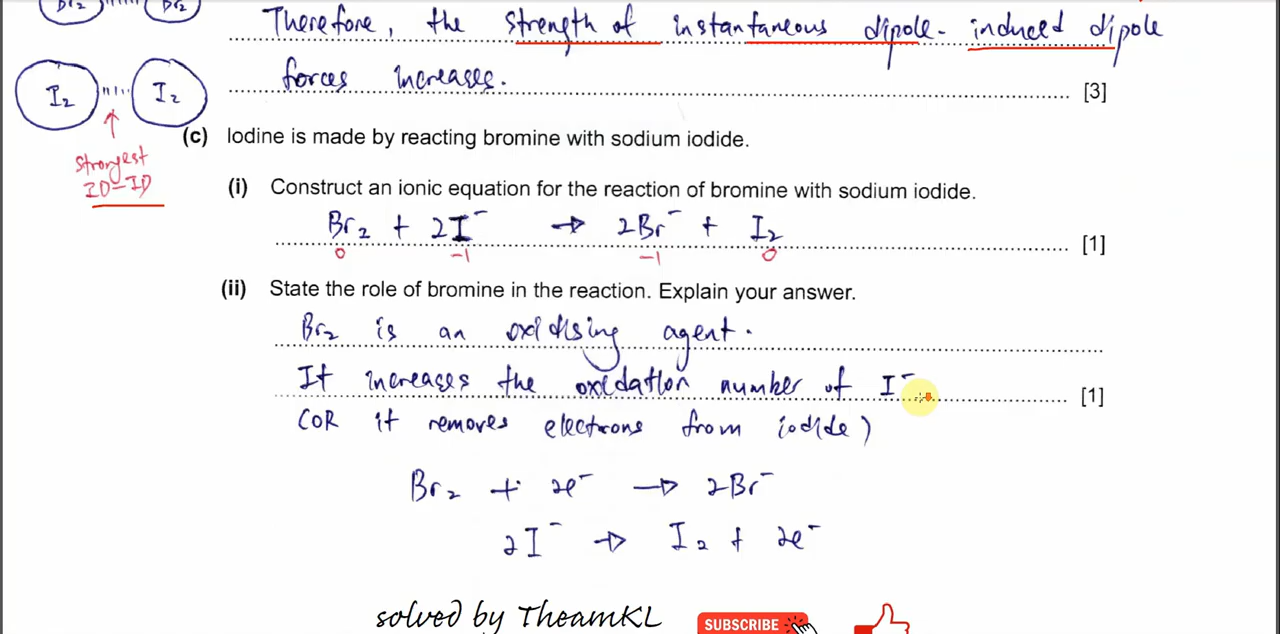 Br₂ ...... Br₂
Therefore, the strength of instantaneous dipole - induced dipole
forces increases. [3]
I₂ ...... I₂
strongest
ID-ID
(c) Iodine is made by reacting bromine with sodium iodide.
(i) Construct an ionic equation for the reaction of bromine with sodium iodide.
Br₂ + 2I⁻ → 2Br⁻ + I₂ [1]
0 -1 -1 0
(ii) State the role of bromine in the reaction. Explain your answer.
Br₂ is an oxidising agent.
It increases the oxidation number of I⁻ [1]
(OR it removes electrons from iodide)
Br₂ + 2e⁻ → 2Br⁻
2I⁻ → I₂ + 2e⁻
solved by TheamKL
SUBSCRIBE